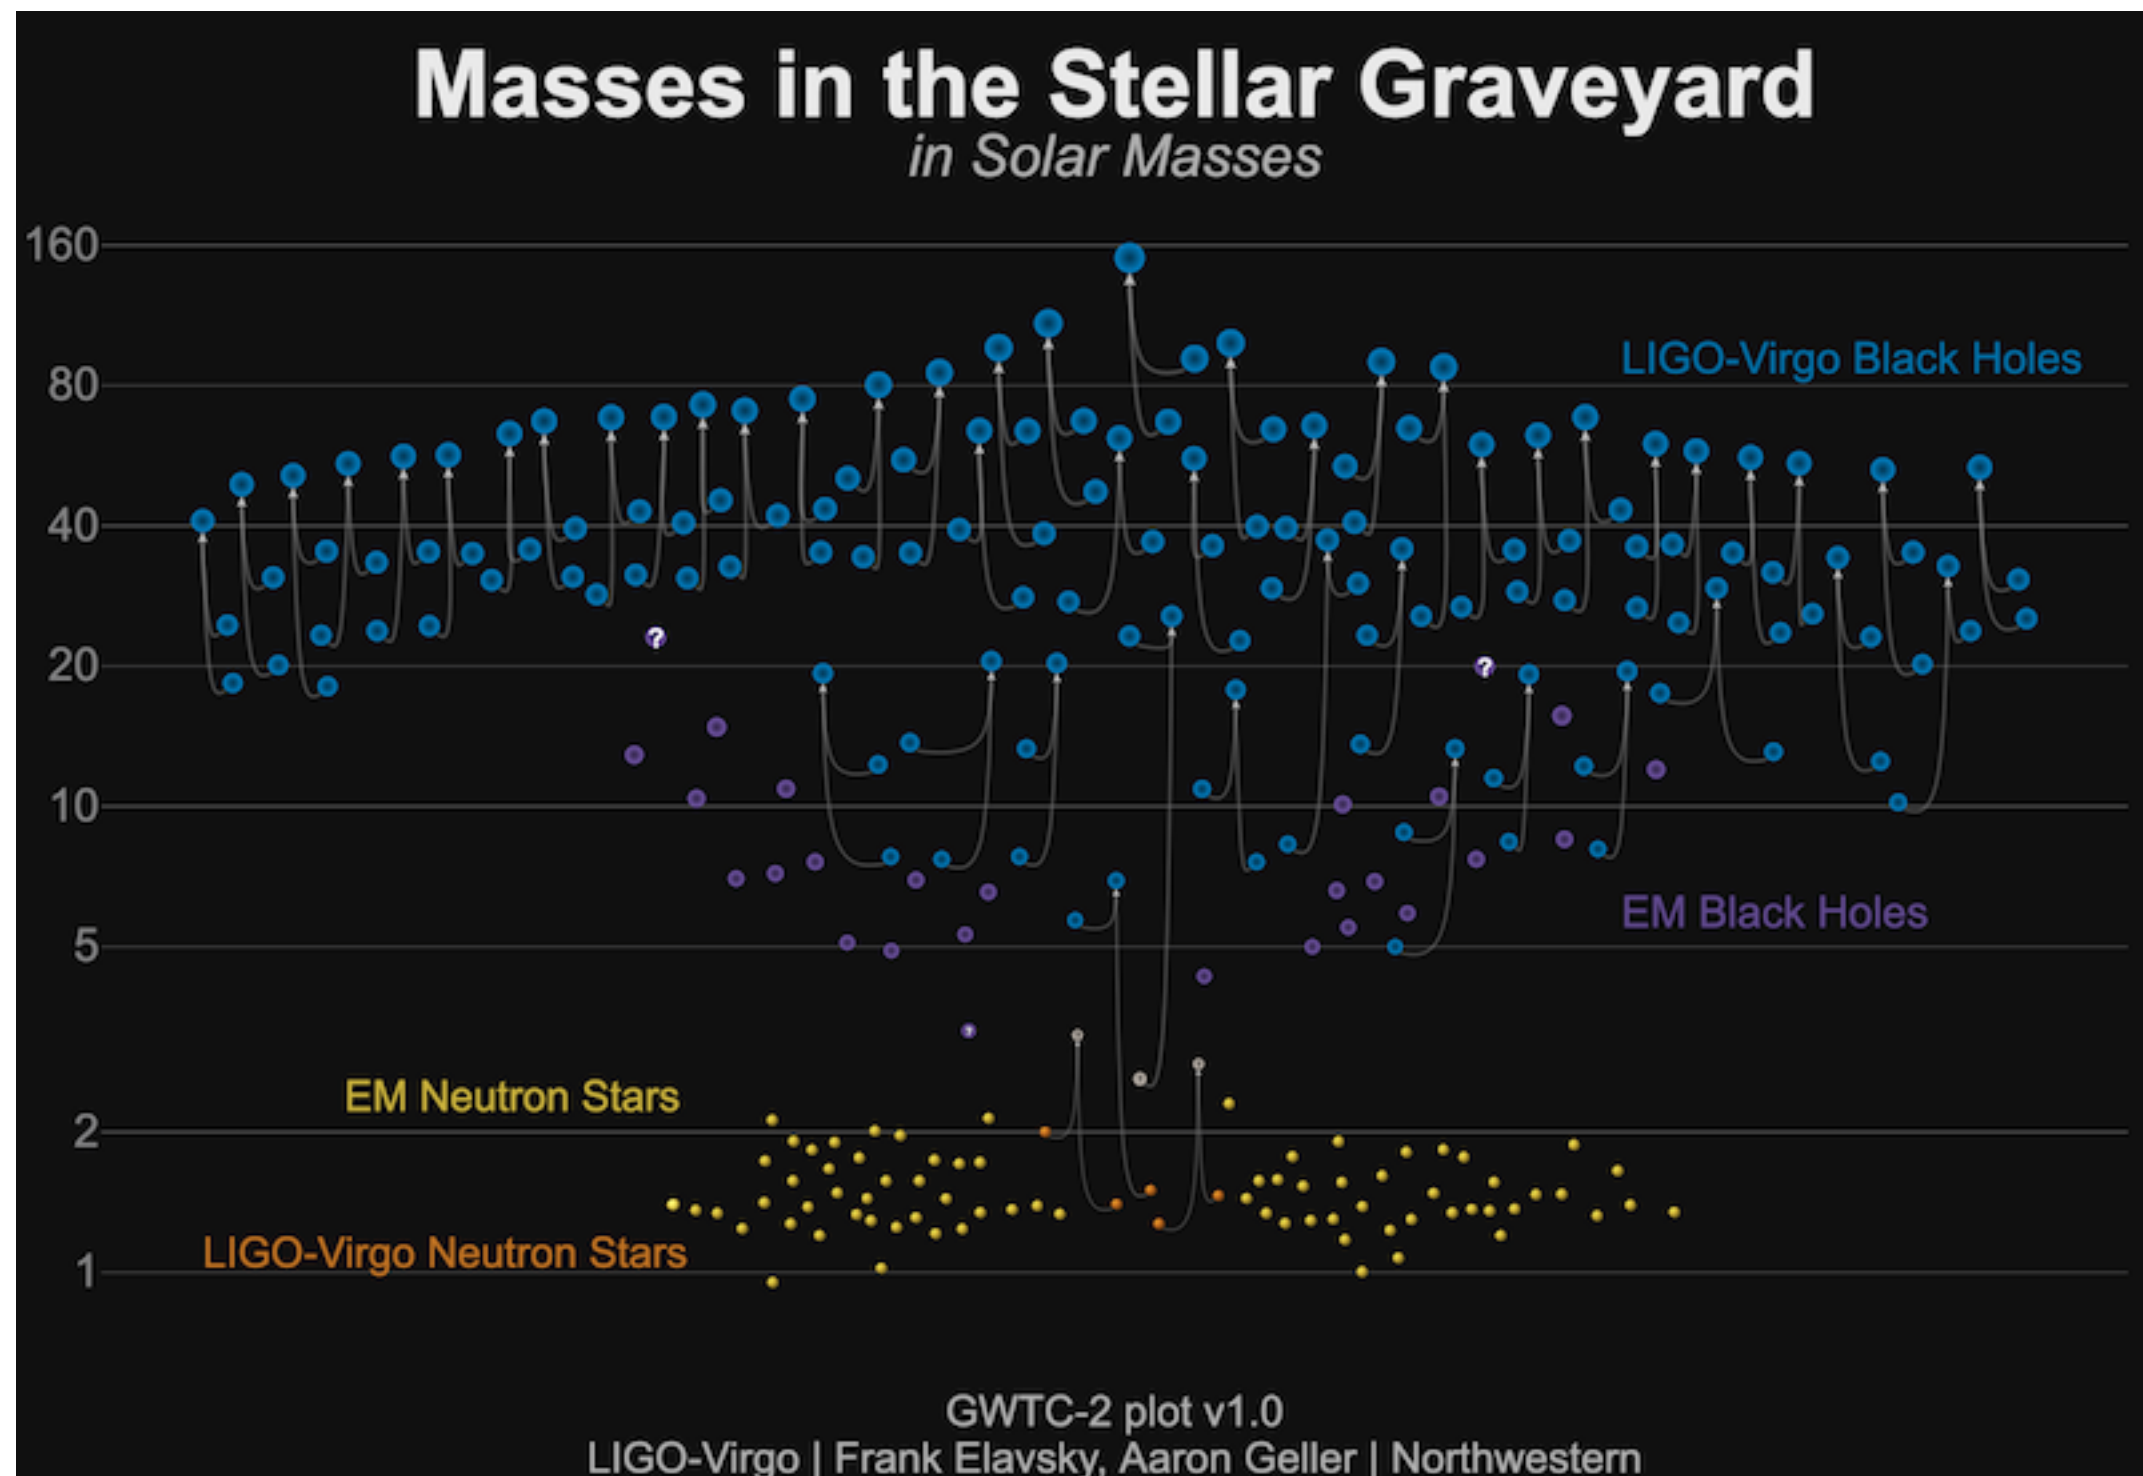 Masses in the Stellar Graveyard
in Solar Masses
160
LIGO-Virgo Black Holes
80
40
?
20
?
10
EM Black Holes
5
?
EM Neutron Stars
2
LIGO-Virgo Neutron Stars
1
GWTC-2 plot v1.0
LIGO-Virgo | Frank Elavsky, Aaron Geller | Northwestern